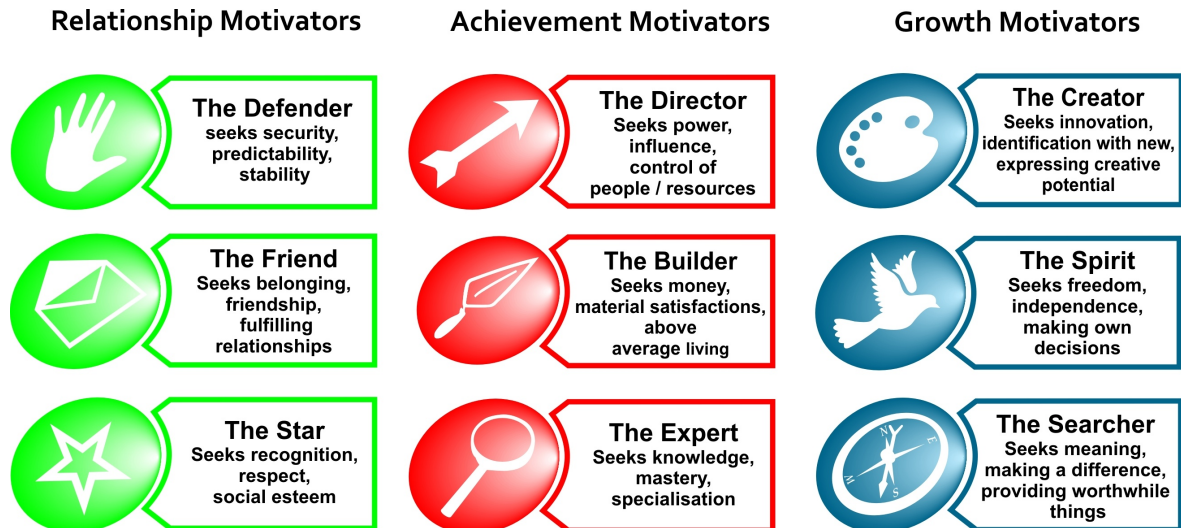 Relationship Motivators
The Defender
seeks security,
predictability,
stability
The Friend
Seeks belonging,
friendship,
fulfilling
relationships
The Star
Seeks recognition,
respect,
social esteem
Achievement Motivators
The Director
Seeks power,
influence,
control of
people / resources
The Builder
Seeks money,
material satisfactions,
above
average living
The Expert
Seeks knowledge,
mastery,
specialisation
Growth Motivators
The Creator
Seeks innovation,
identification with new,
expressing creative
potential
The Spirit
Seeks freedom,
independence,
making own
decisions
N
E
W
S
The Searcher
Seeks meaning,
making a difference,
providing worthwhile
things